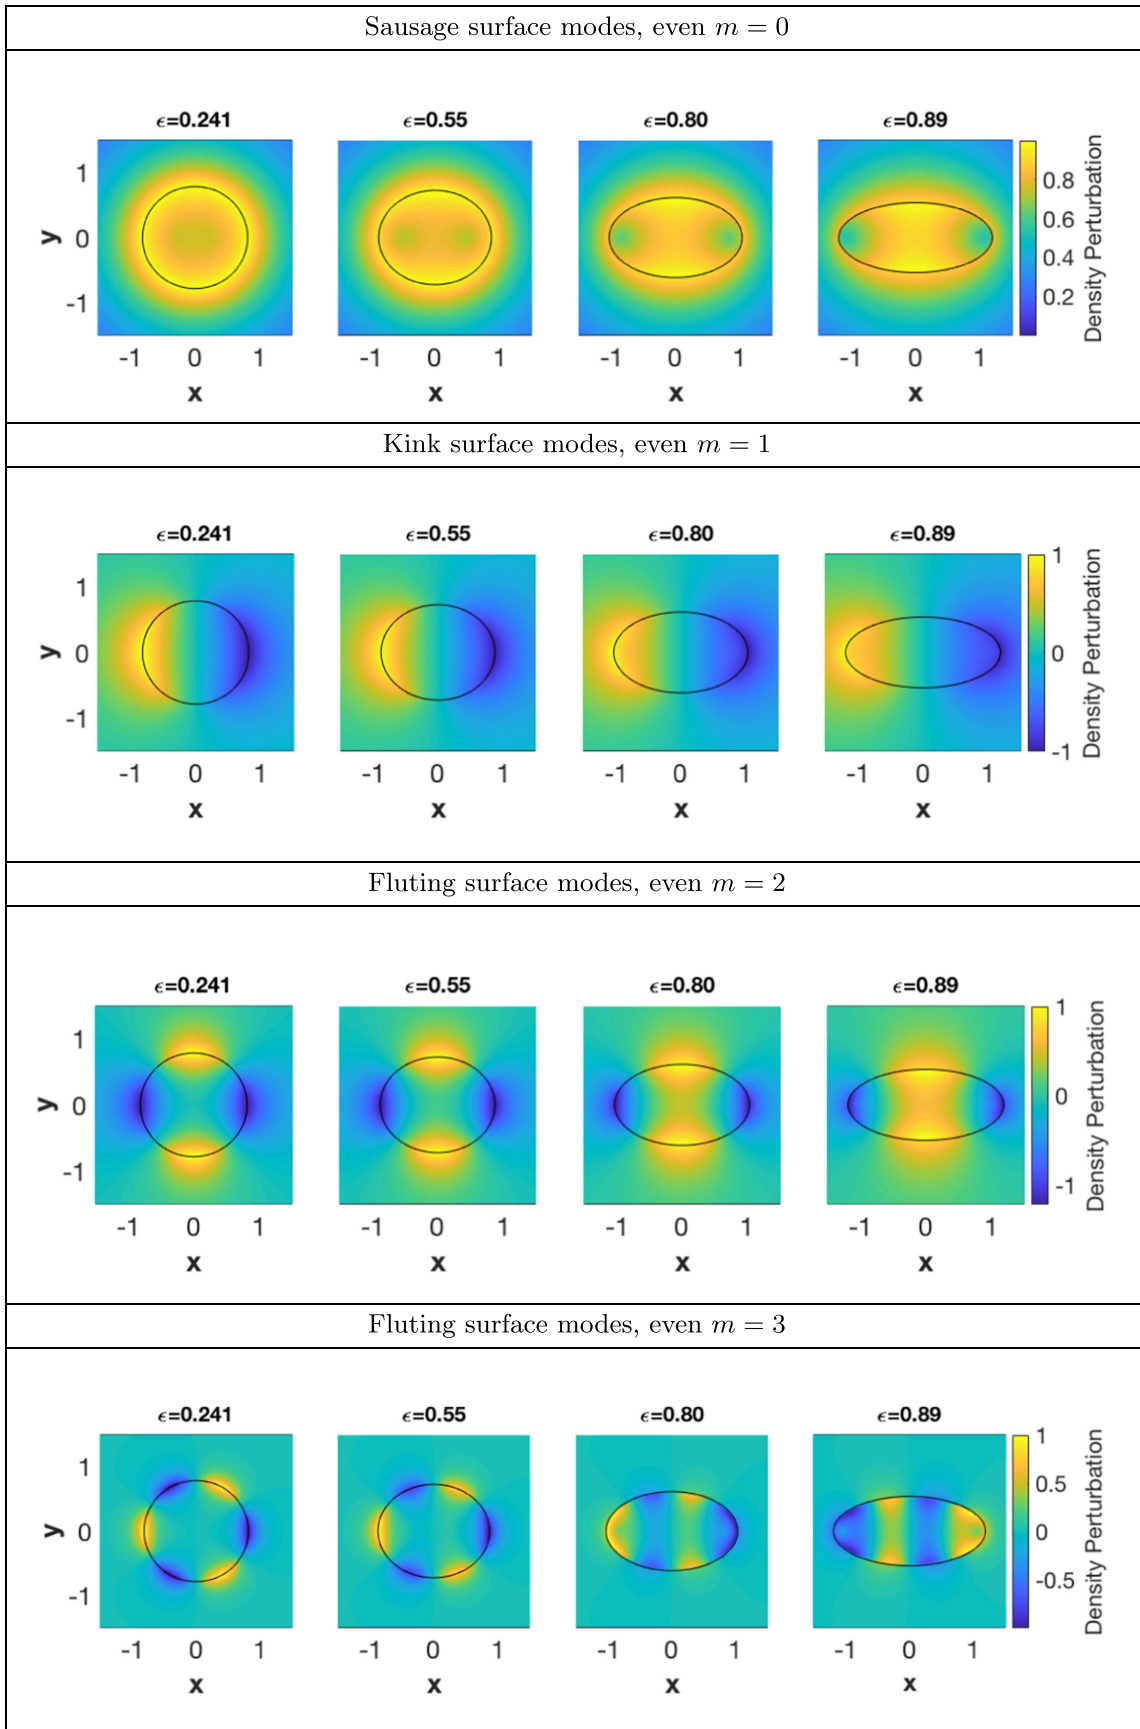 Sausage surface modes, even m = 0
ϵ=0.241 ϵ=0.55 ϵ=0.80 ϵ=0.89
1
0
-1
y
-1 0 1 -1 0 1 -1 0 1 -1 0 1
x x x x
0.8
0.6
0.4
0.2
Density Perturbation
Kink surface modes, even m = 1
ϵ=0.241 ϵ=0.55 ϵ=0.80 ϵ=0.89
1
0
-1
y
-1 0 1 -1 0 1 -1 0 1 -1 0 1
x x x x
1
0
-1
Density Perturbation
Fluting surface modes, even m = 2
ϵ=0.241 ϵ=0.55 ϵ=0.80 ϵ=0.89
1
0
-1
y
-1 0 1 -1 0 1 -1 0 1 -1 0 1
x x x x
1
0
-1
Density Perturbation
Fluting surface modes, even m = 3
ϵ=0.241 ϵ=0.55 ϵ=0.80 ϵ=0.89
1
0
-1
y
-1 0 1 -1 0 1 -1 0 1 -1 0 1
x x x x
1
0.5
0
-0.5
Density Perturbation